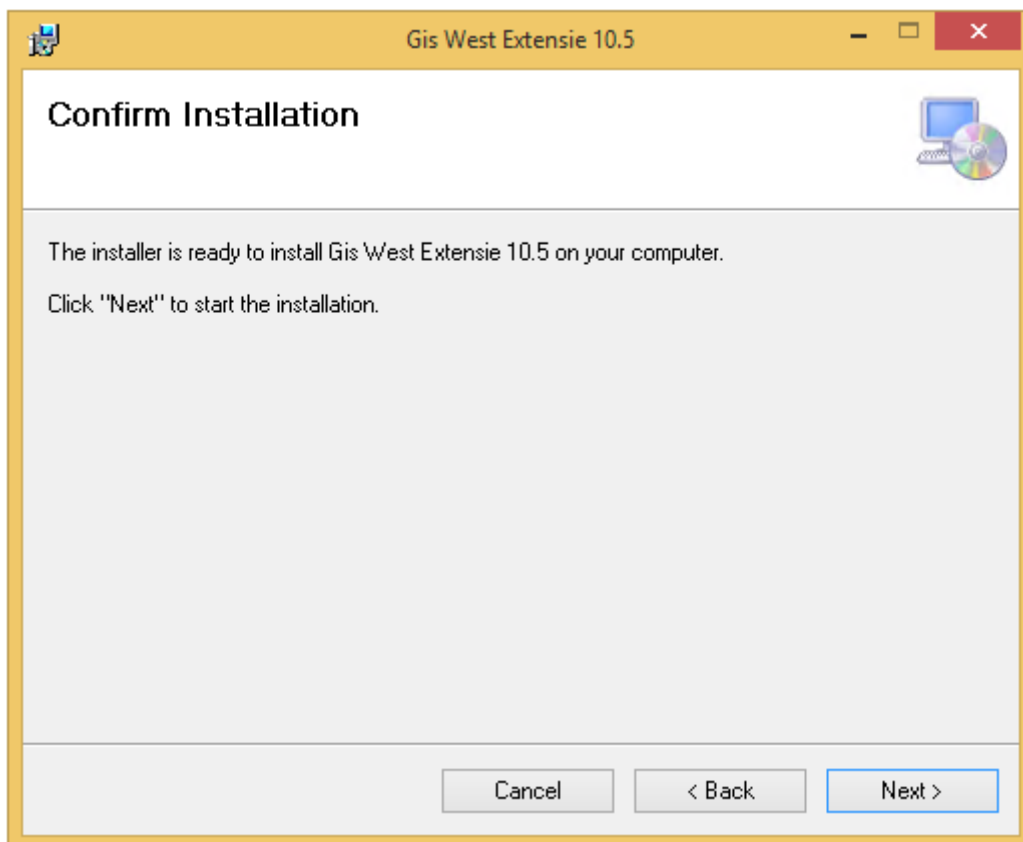 Gis West Extensie 10.5
Confirm Installation
The installer is ready to install Gis West Extensie 10.5 on your computer.
Click "Next" to start the installation.
Cancel
< Back
Next >